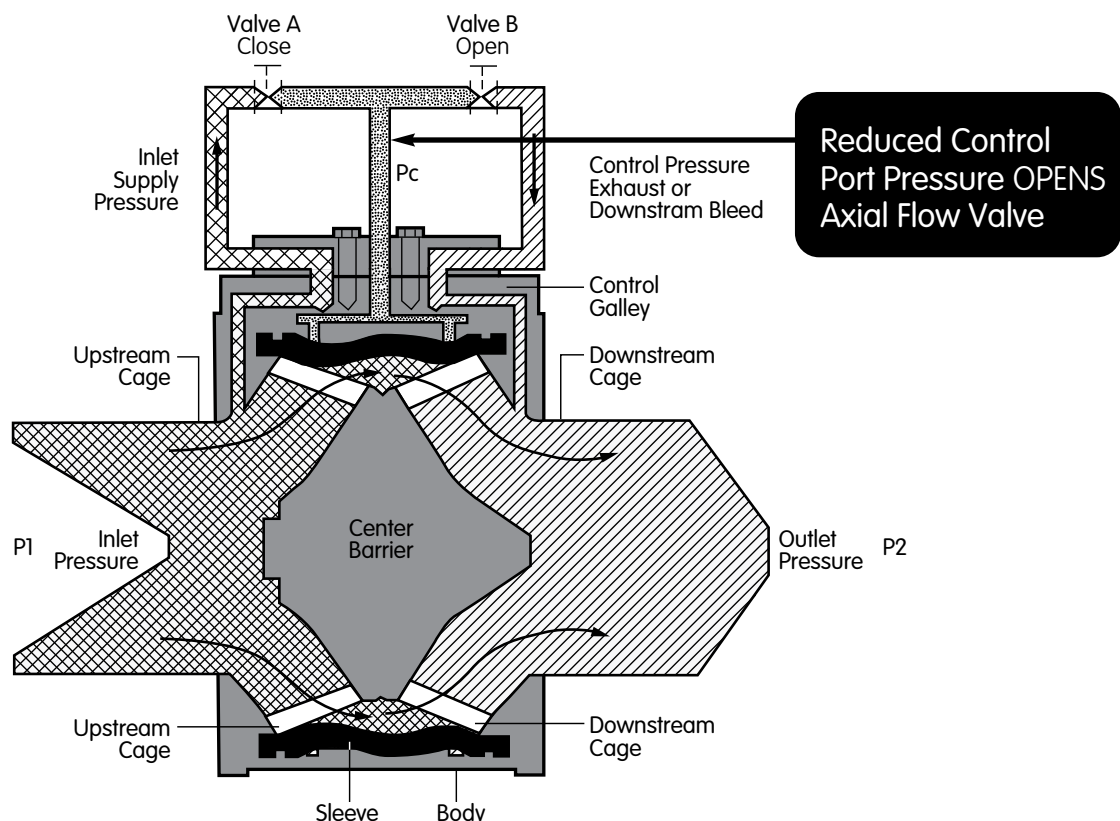 Valve A
Close
Valve B
Open
Reduced Control
Port Pressure OPENS
Axial Flow Valve
Inlet
Supply
Pressure
Pc
Control Pressure
Exhaust or
Downstram Bleed
Control
Galley
Upstream
Cage
Downstream
Cage
P1
Inlet
Pressure
Center
Barrier
Outlet
Pressure
P2
Upstream
Cage
Downstream
Cage
Sleeve
Body